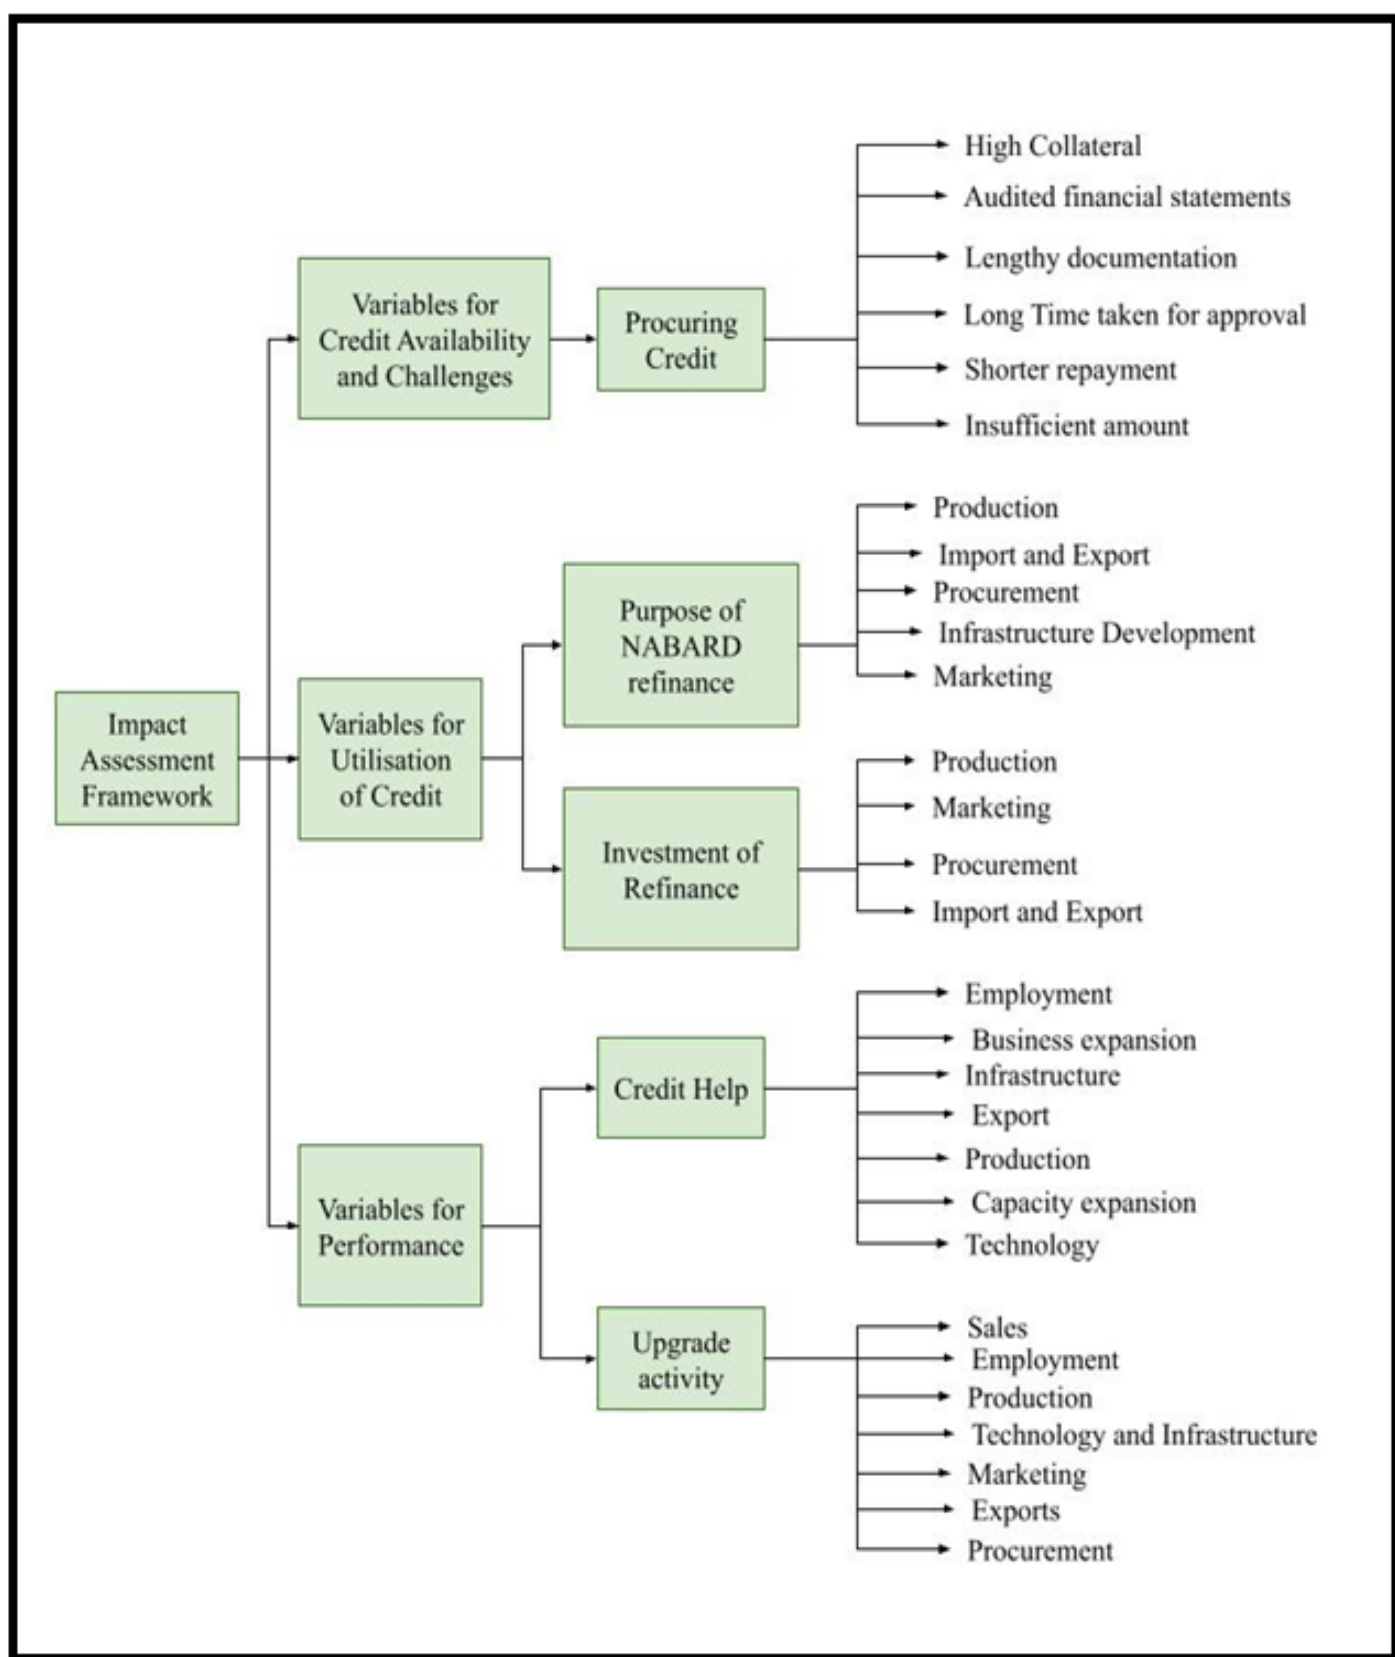 Impact
Assessment
Framework
Variables for
Credit Availability
and Challenges
Procuring
Credit
High Collateral
Audited financial statements
Lengthy documentation
Long Time taken for approval
Shorter repayment
Insufficient amount
Variables for
Utilisation
of Credit
Purpose of
NABARD
refinance
Production
Import and Export
Procurement
Infrastructure Development
Marketing
Investment of
Refinance
Production
Marketing
Procurement
Import and Export
Variables for
Performance
Credit Help
Employment
Business expansion
Infrastructure
Export
Production
Capacity expansion
Technology
Upgrade
activity
Sales
Employment
Production
Technology and Infrastructure
Marketing
Exports
Procurement